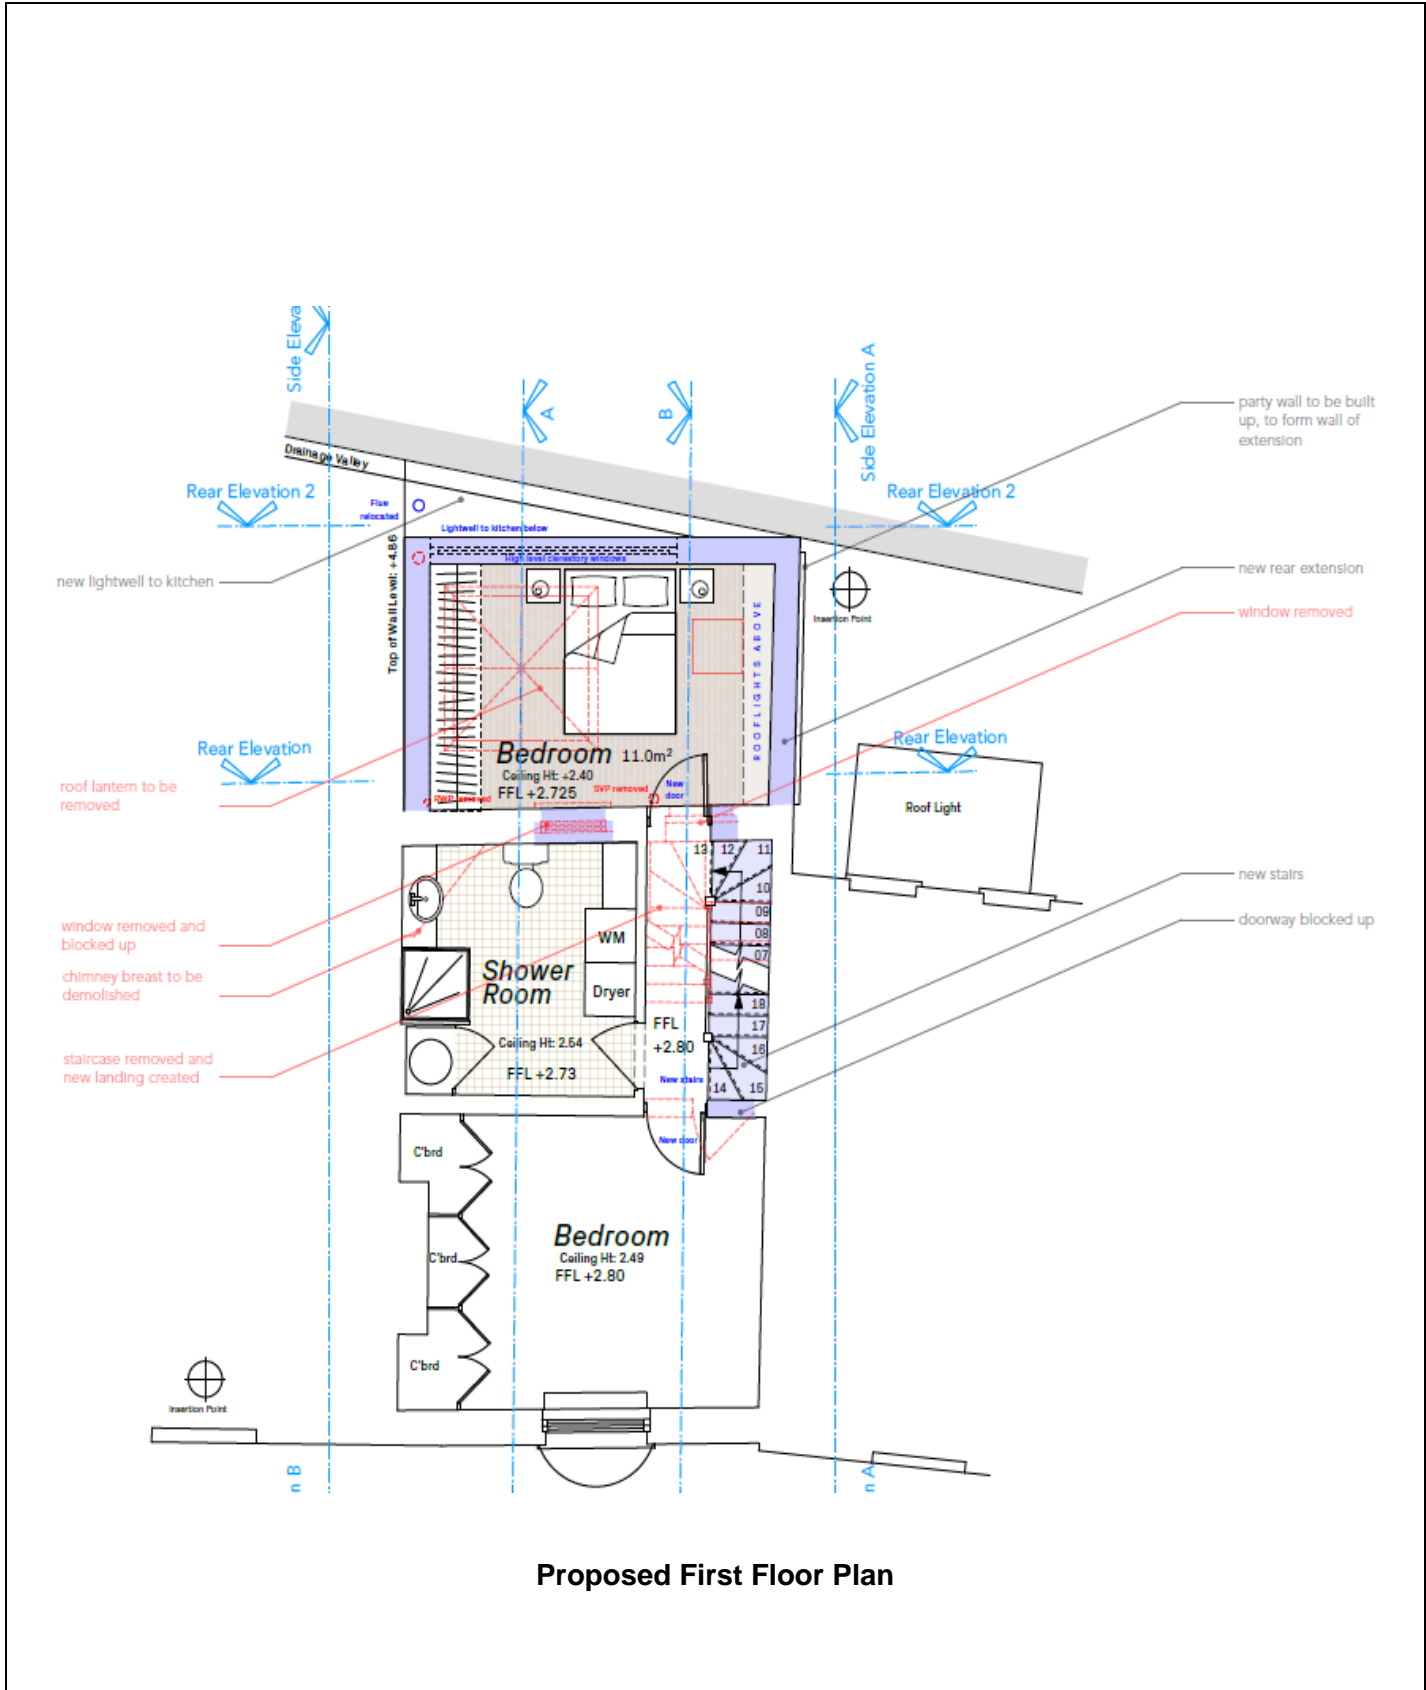 Side Eleva
A
B
Side Elevation A
party wall to be built
up, to form wall of
extension
Drainage Valley
Rear Elevation 2
Flue
relocated
Lightwell to kitchen below
Rear Elevation 2
Top of Wall Level: +4.86
High level clerestory windows
new lightwell to kitchen
new rear extension
window removed
Insertion Point
ROOFLIGHTS ABOVE
Rear Elevation
Bedroom 11.0m²
Ceiling Ht: +2.40
FFL +2.725
RWP removed
SVP removed
New
door
Rear Elevation
roof lantern to be
removed
Roof Light
13
12
11
10
09
08
07
18
17
16
15
14
new stairs
doorway blocked up
window removed and
blocked up
chimney breast to be
demolished
staircase removed and
new landing created
WM
Dryer
Shower
Room
Ceiling Ht: 2.54
FFL +2.73
FFL
+2.80
New stairs
New door
C'brd
C'brd
C'brd
Bedroom
Ceiling Ht: 2.49
FFL +2.80
Insertion Point
n B
n A
Proposed First Floor Plan